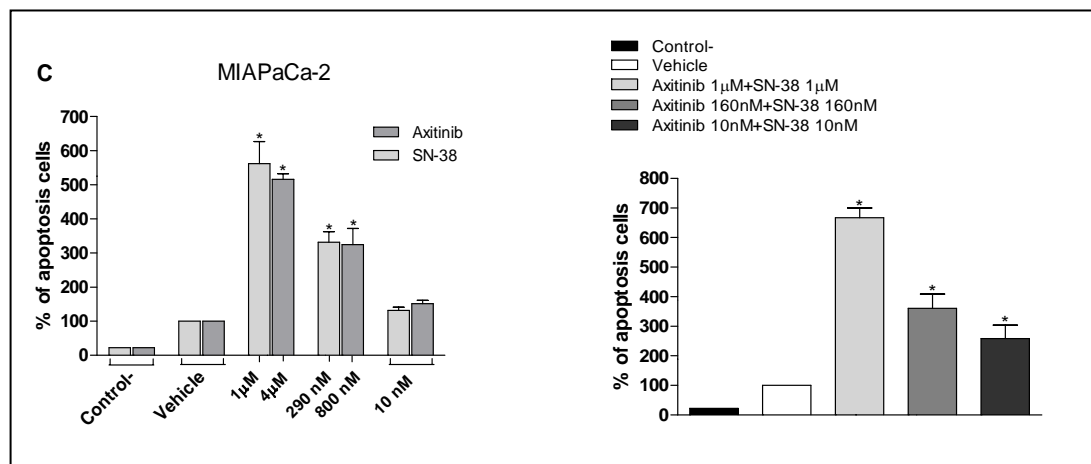 C
MIAPaCa-2
% of apoptosis cells
700
600
500
400
300
200
100
0
Axitinib
SN-38
*
*
*
*
Control-
Vehicle
1μM
4μM
290 nM
800 nM
10 nM
Control-
Vehicle
Axitinib 1μM+SN-38 1μM
Axitinib 160nM+SN-38 160nM
Axitinib 10nM+SN-38 10nM
% of apoptosis cells
800
700
600
500
400
300
200
100
0
*
*
*